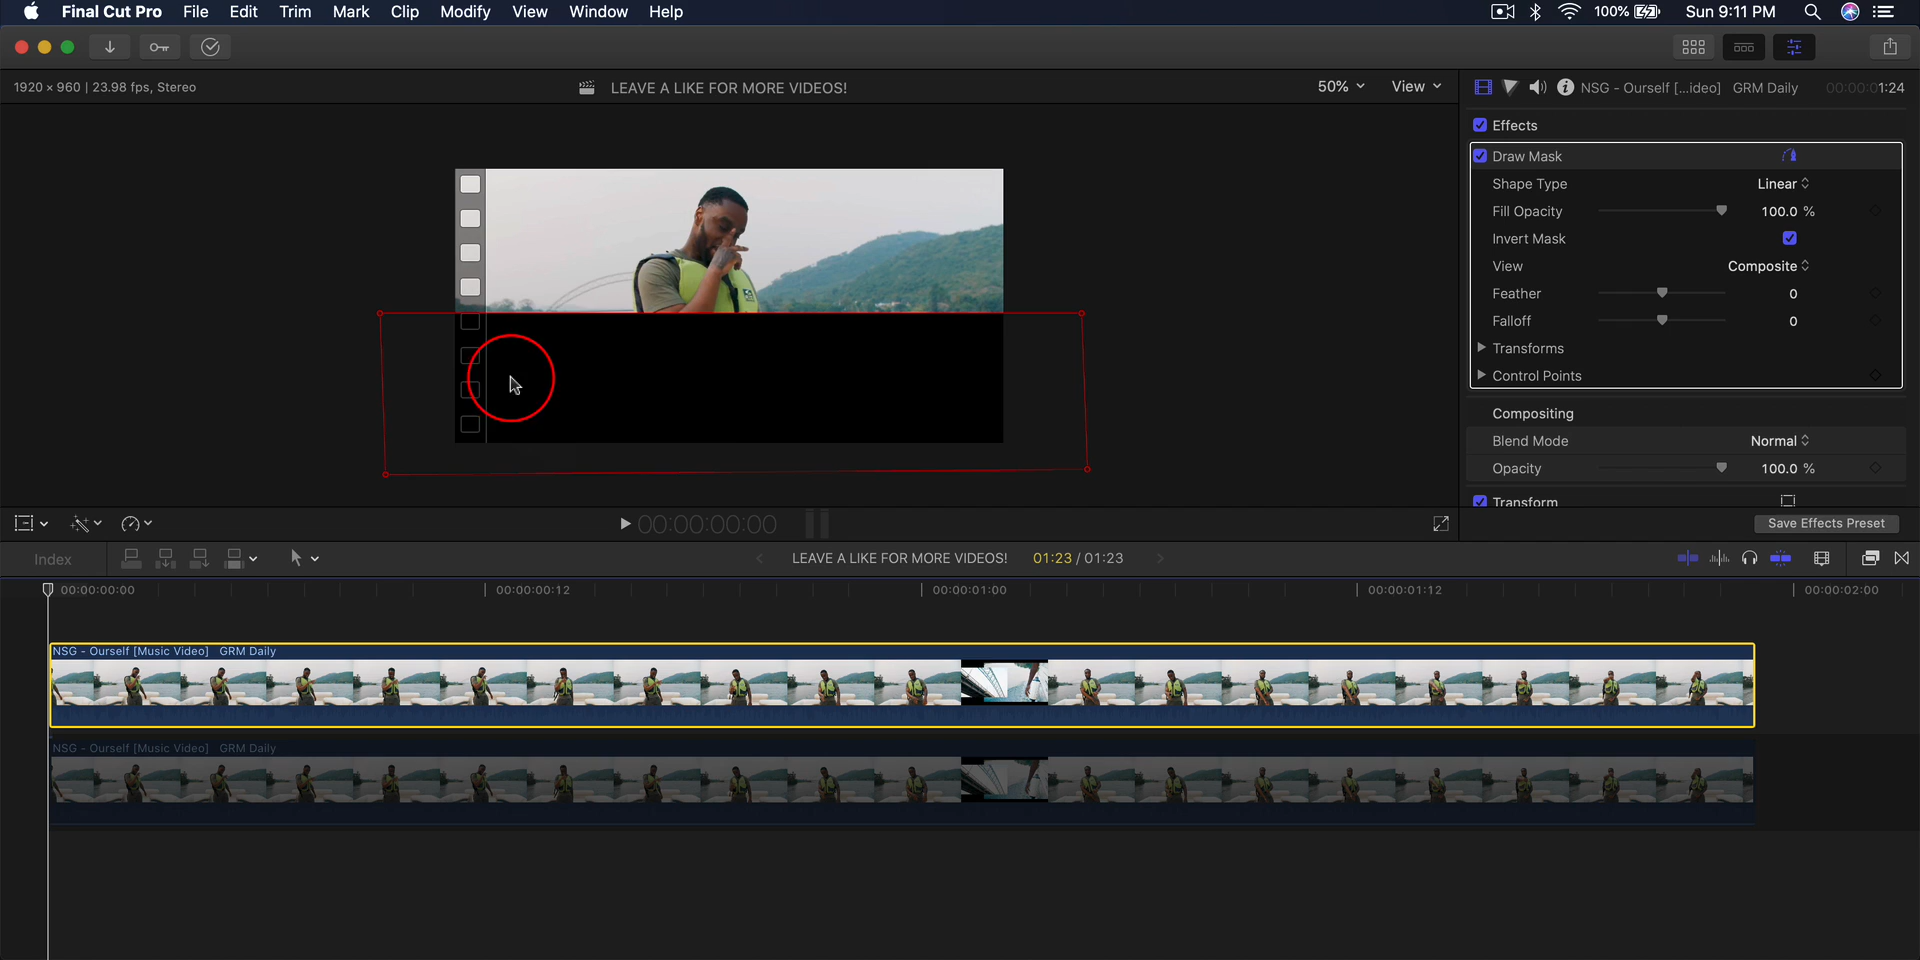 Final Cut Pro File Edit Trim Mark Clip Modify View Window Help 100% Sun 9:11 PM
1920 × 960 | 23.98 fps, Stereo LEAVE A LIKE FOR MORE VIDEOS! 50% View NSG - Ourself [...ideo] GRM Daily 00:00:01:24
Effects
Draw Mask
Shape Type Linear
Fill Opacity 100.0 %
Invert Mask
View Composite
Feather 0
Falloff 0
Transforms
Control Points
Compositing
Blend Mode Normal
Opacity 100.0 %
Transform
00:00:00:00 Save Effects Preset
Index LEAVE A LIKE FOR MORE VIDEOS! 01:23 / 01:23
00:00:00:00 00:00:00:12 00:00:01:00 00:00:01:12 00:00:02:00
NSG - Ourself [Music Video] GRM Daily
NSG - Ourself [Music Video] GRM Daily